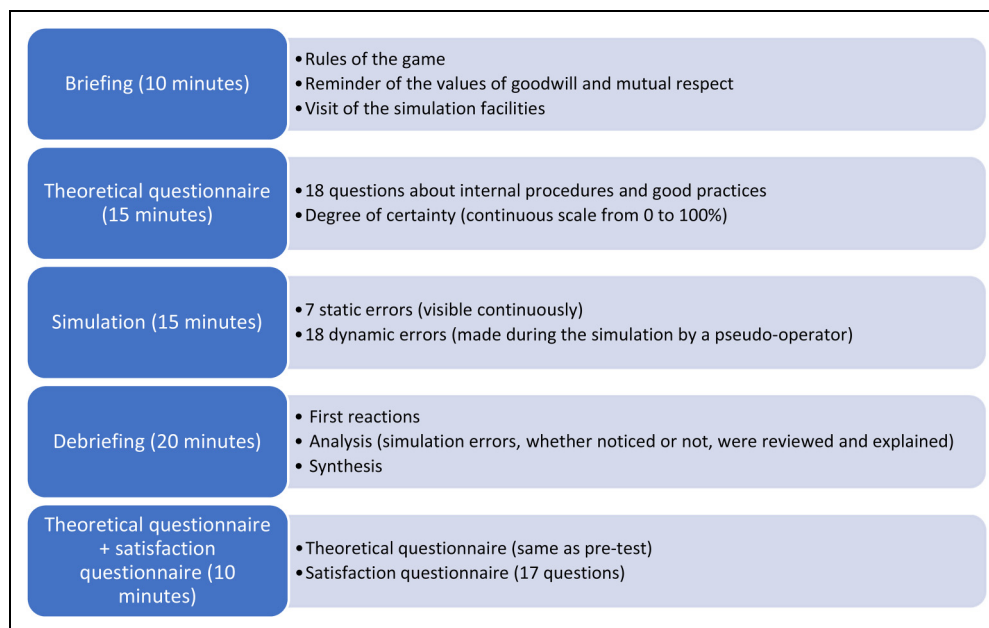 Briefing (10 minutes)
•Rules of the game
•Reminder of the values of goodwill and mutual respect
•Visit of the simulation facilities
Theoretical questionnaire
(15 minutes)
•18 questions about internal procedures and good practices
•Degree of certainty (continuous scale from 0 to 100%)
Simulation (15 minutes)
•7 static errors (visible continuously)
•18 dynamic errors (made during the simulation by a pseudo-operator)
Debriefing (20 minutes)
• First reactions
• Analysis (simulation errors, whether noticed or not, were reviewed and explained)
• Synthesis
Theoretical questionnaire
+ satisfaction
questionnaire (10
minutes)
•Theoretical questionnaire (same as pre-test)
•Satisfaction questionnaire (17 questions)